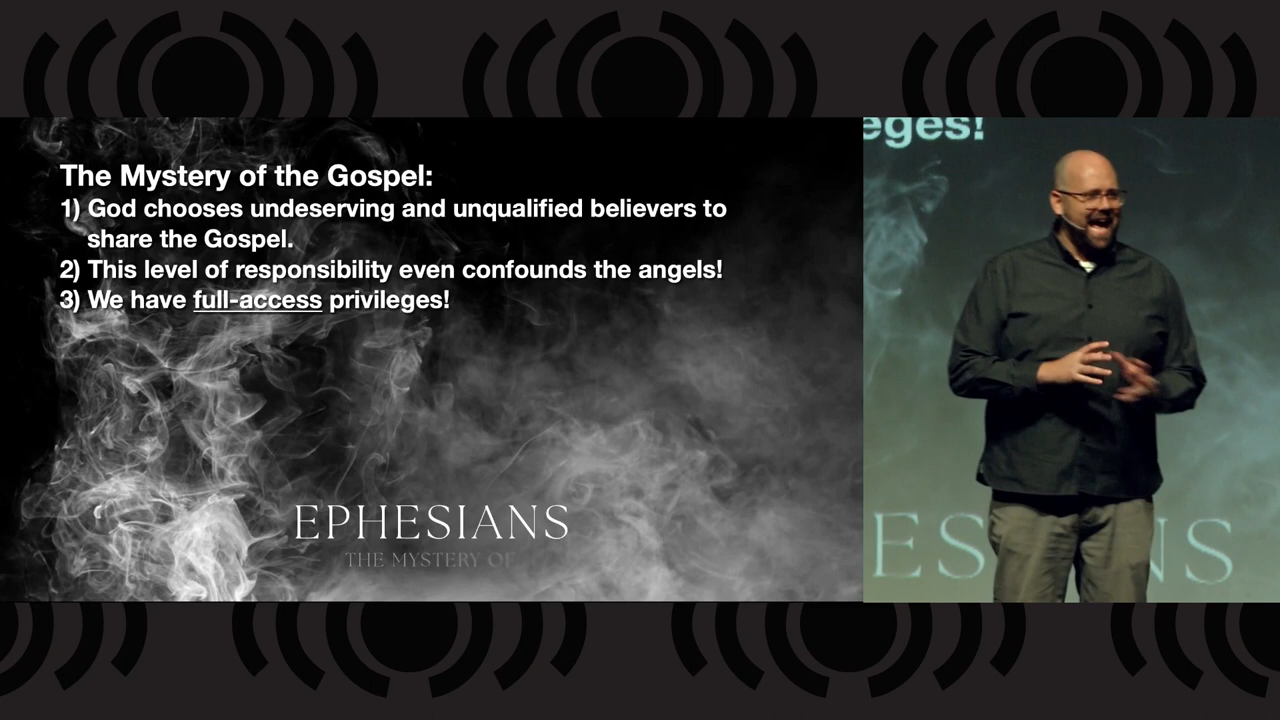 The Mystery of the Gospel:
1) God chooses undeserving and unqualified believers to
share the Gospel.
2) This level of responsibility even confounds the angels!
3) We have full-access privileges!
EPHESIANS
THE MYSTERY OF
eges!
ES NS